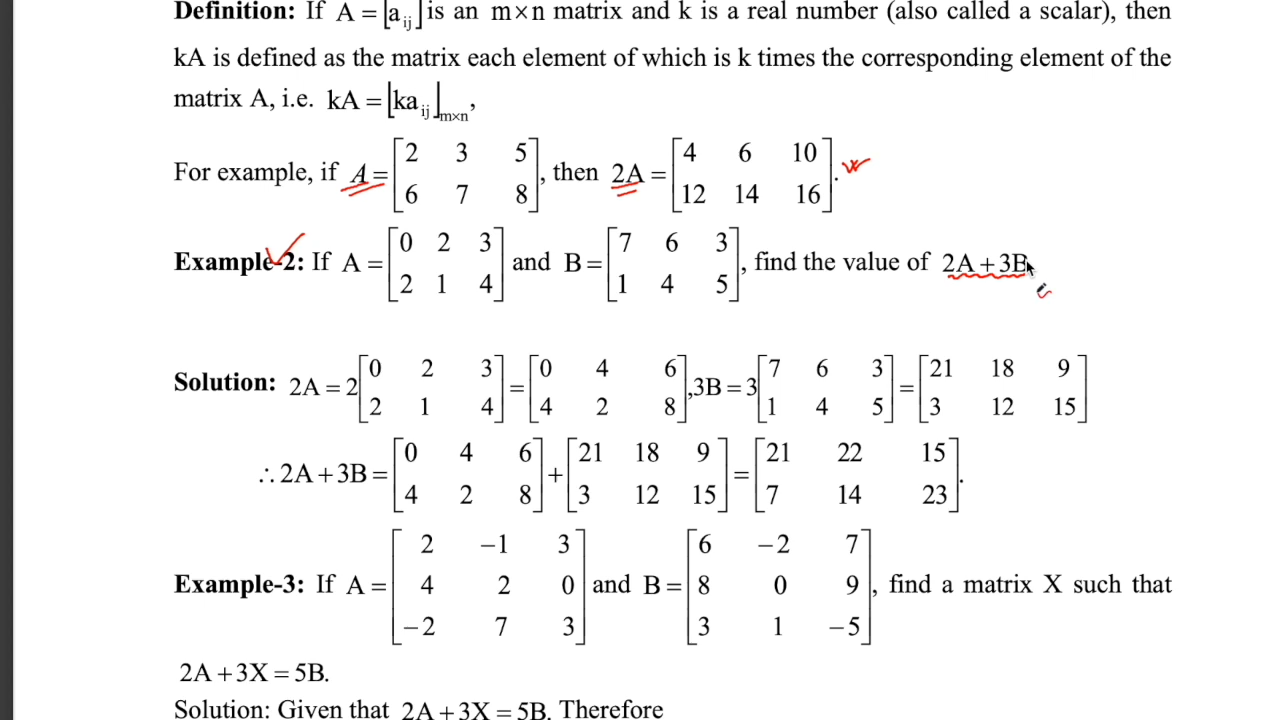 Definition: If A = [a_ij] is an m×n matrix and k is a real number (also called a scalar), then
kA is defined as the matrix each element of which is k times the corresponding element of the
matrix A, i.e. kA = [ka_ij]_m×n,
For example, if A = [2 3 5; 6 7 8], then 2A = [4 6 10; 12 14 16].
Example-2: If A = [0 2 3; 2 1 4] and B = [7 6 3; 1 4 5], find the value of 2A + 3B
Solution: 2A = 2[0 2 3; 2 1 4] = [0 4 6; 4 2 8], 3B = 3[7 6 3; 1 4 5] = [21 18 9; 3 12 15]
∴ 2A + 3B = [0 4 6; 4 2 8] + [21 18 9; 3 12 15] = [21 22 15; 7 14 23].
Example-3: If A = [2 −1 3; 4 2 0; −2 7 3] and B = [6 −2 7; 8 0 9; 3 1 −5], find a matrix X such that
2A + 3X = 5B.
Solution: Given that 2A + 3X = 5B. Therefore